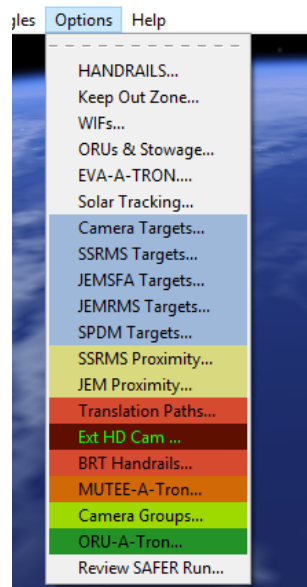 gles Options Help
HANDRAILS...
Keep Out Zone...
WIFs...
ORUs & Stowage...
EVA-A-TRON....
Solar Tracking...
Camera Targets...
SSRMS Targets...
JEMSFA Targets...
JEMRMS Targets...
SPDM Targets...
SSRMS Proximity...
JEM Proximity...
Translation Paths...
Ext HD Cam ...
BRT Handrails...
MUTEE-A-Tron...
Camera Groups...
ORU-A-Tron...
Review SAFER Run...